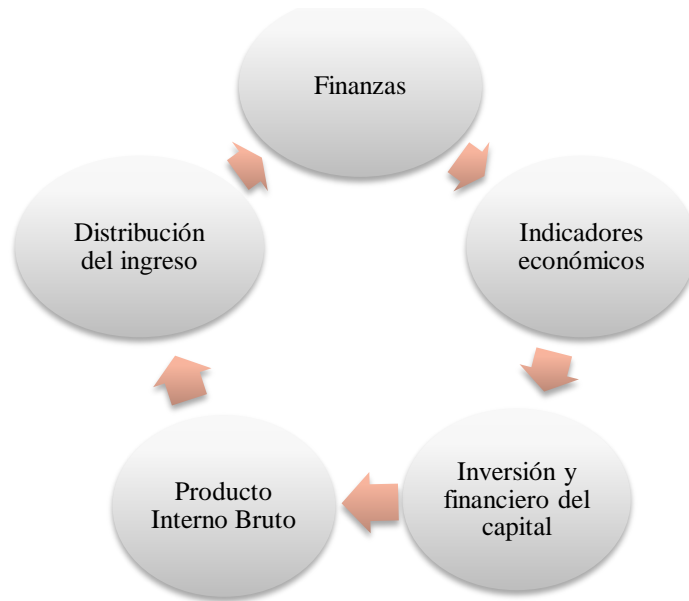 Finanzas
Indicadores
económicos
Inversión y
financiero del
capital
Producto
Interno Bruto
Distribución
del ingreso